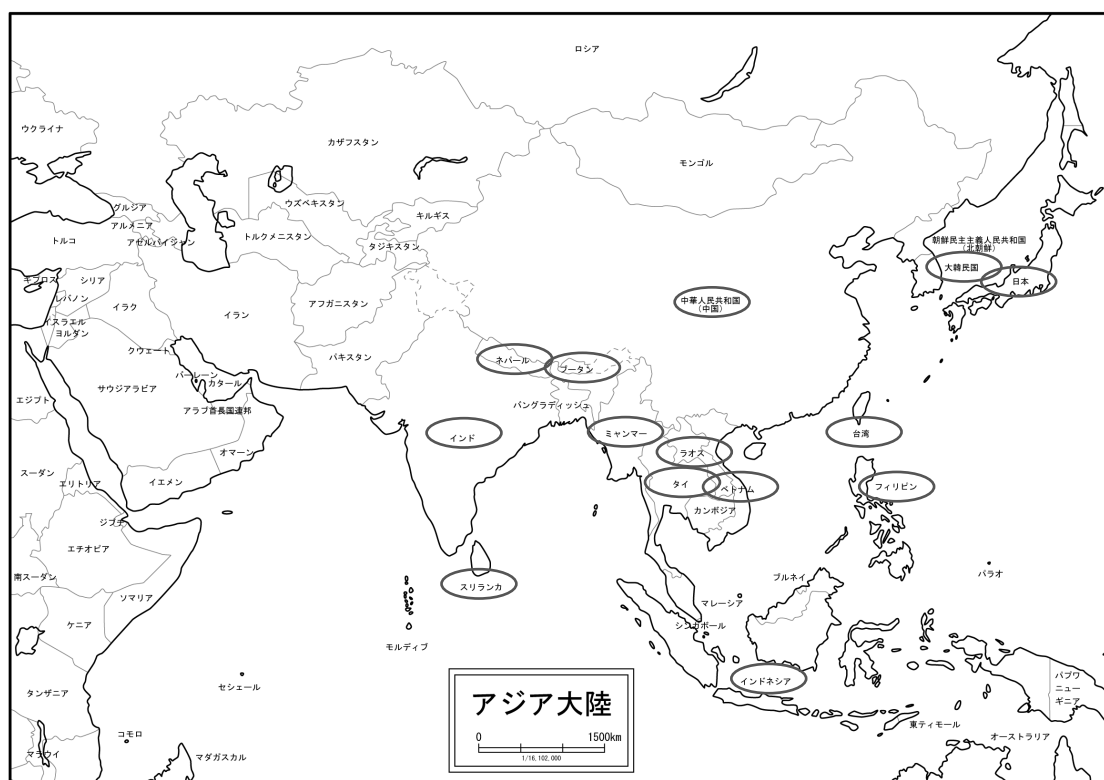 ロシア
ウクライナ
カザフスタン
モンゴル
グルジア
ウズベキスタン
キルギス
アルメニア
トルコ
アゼルバイジャン
トルクメニスタン
タジキスタン
朝鮮民主主義人民共和国
(北朝鮮)
大韓民国
日本
キプロス
シリア
レバノン
イラク
イラン
アフガニスタン
中華人民共和国
(中国)
イスラエル
ヨルダン
クウェート
パキスタン
ネパール
ブータン
バーレーン
カタール
サウジアラビア
エジプト
アラブ首長国連邦
バングラディッシュ
インド
ミャンマー
台湾
オマーン
ラオス
スーダン
エリトリア
イエメン
タイ
ベトナム
フィリピン
カンボジア
ジブチ
エチオピア
南スーダン
ソマリア
スリランカ
ブルネイ
パラオ
マレーシア
ケニア
シンガポール
モルディブ
タンザニア
セシェール
インドネシア
パプワ
ニュー
ギニア
アジア大陸
0
1500km
1/16,102,000
東ティモール
コモロ
オーストラリア
マラウイ
マダガスカル